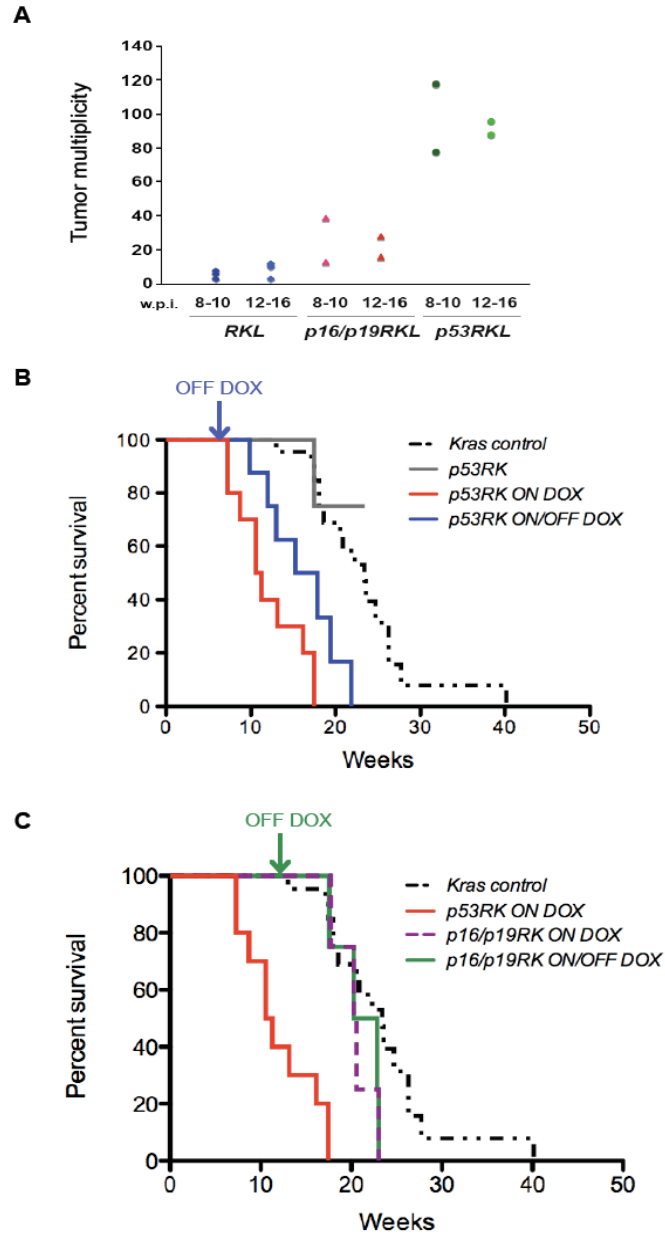 A
Tumor multiplicity
140
120
100
80
60
40
20
0
w.p.i. 8-10 12-16 8-10 12-16 8-10 12-16
RKL p16/p19RKL p53RKL
B
OFF DOX
Percent survival
100
80
60
40
20
0
0 10 20 30 40 50
Weeks
Kras control
p53RK
p53RK ON DOX
p53RK ON/OFF DOX
C
OFF DOX
Percent survival
100
80
60
40
20
0
0 10 20 30 40 50
Weeks
Kras control
p53RK ON DOX
p16/p19RK ON DOX
p16/p19RK ON/OFF DOX